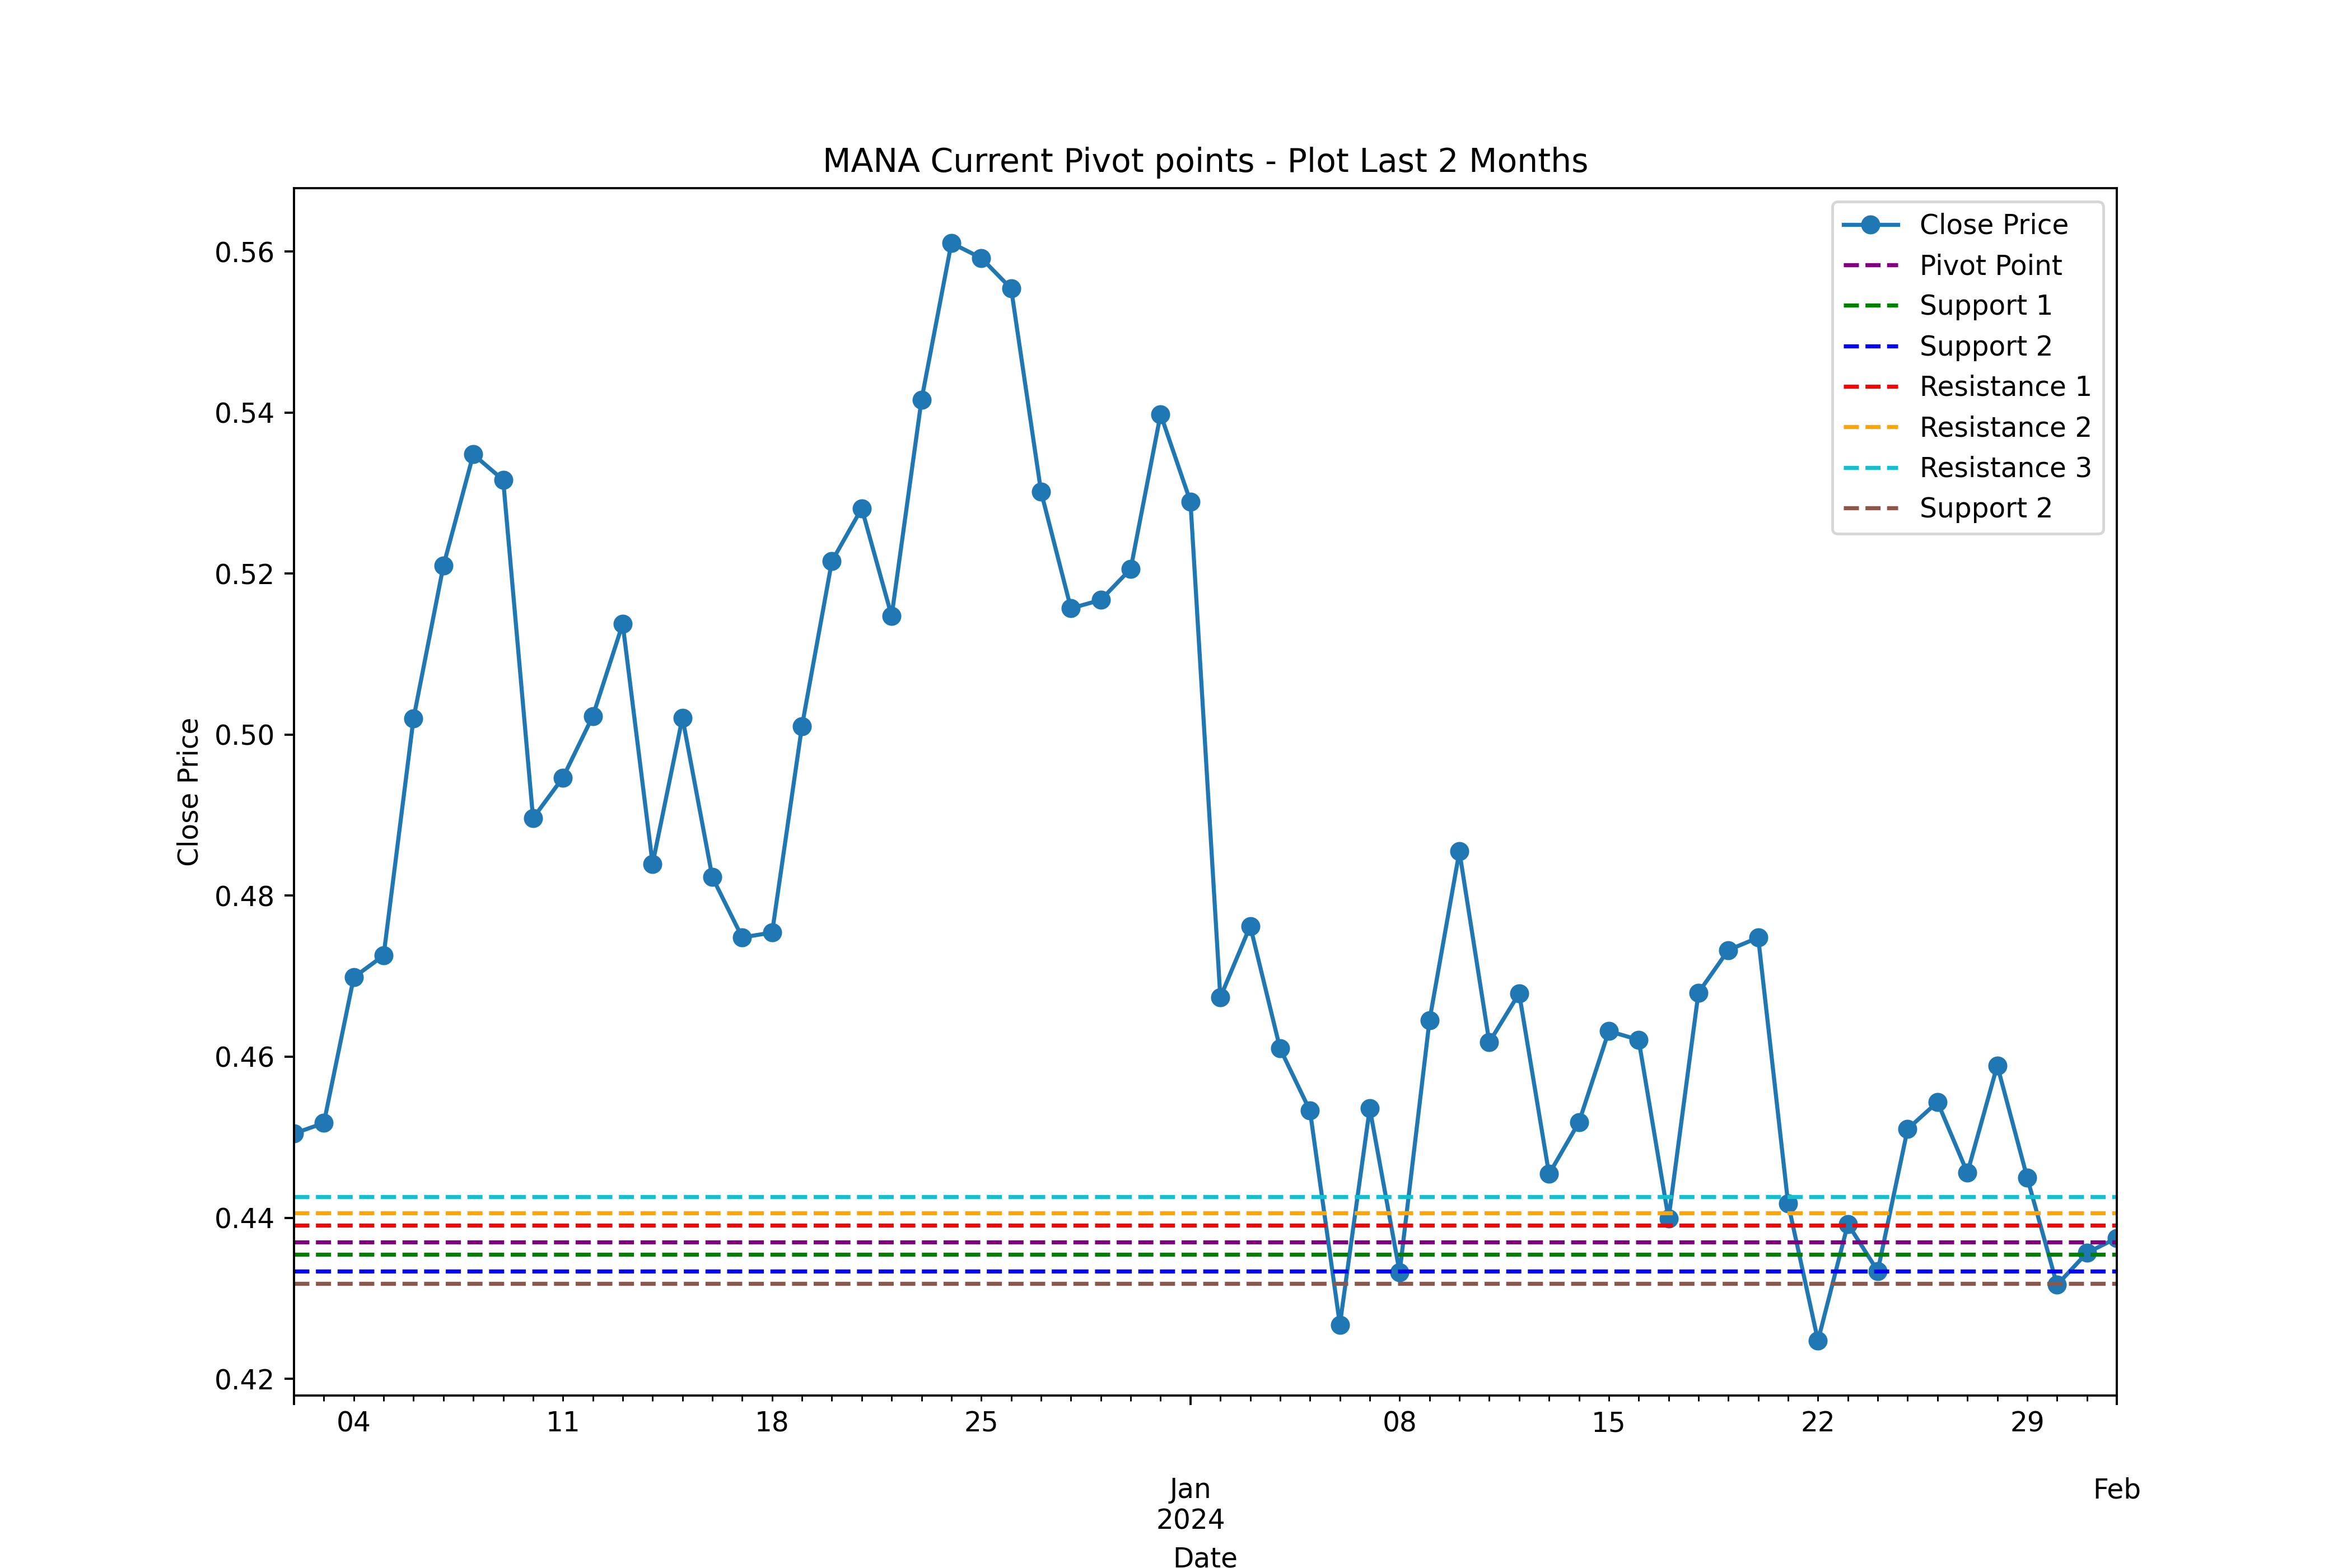 MANA Current Pivot points - Plot Last 2 Months
Close Price
Pivot Point
Support 1
Support 2
Resistance 1
Resistance 2
Resistance 3
Support 2
Close Price
0.56
0.54
0.52
0.50
0.48
0.46
0.44
0.42
04 11 18 25 08 15 22 29
Jan Feb
2024
Date